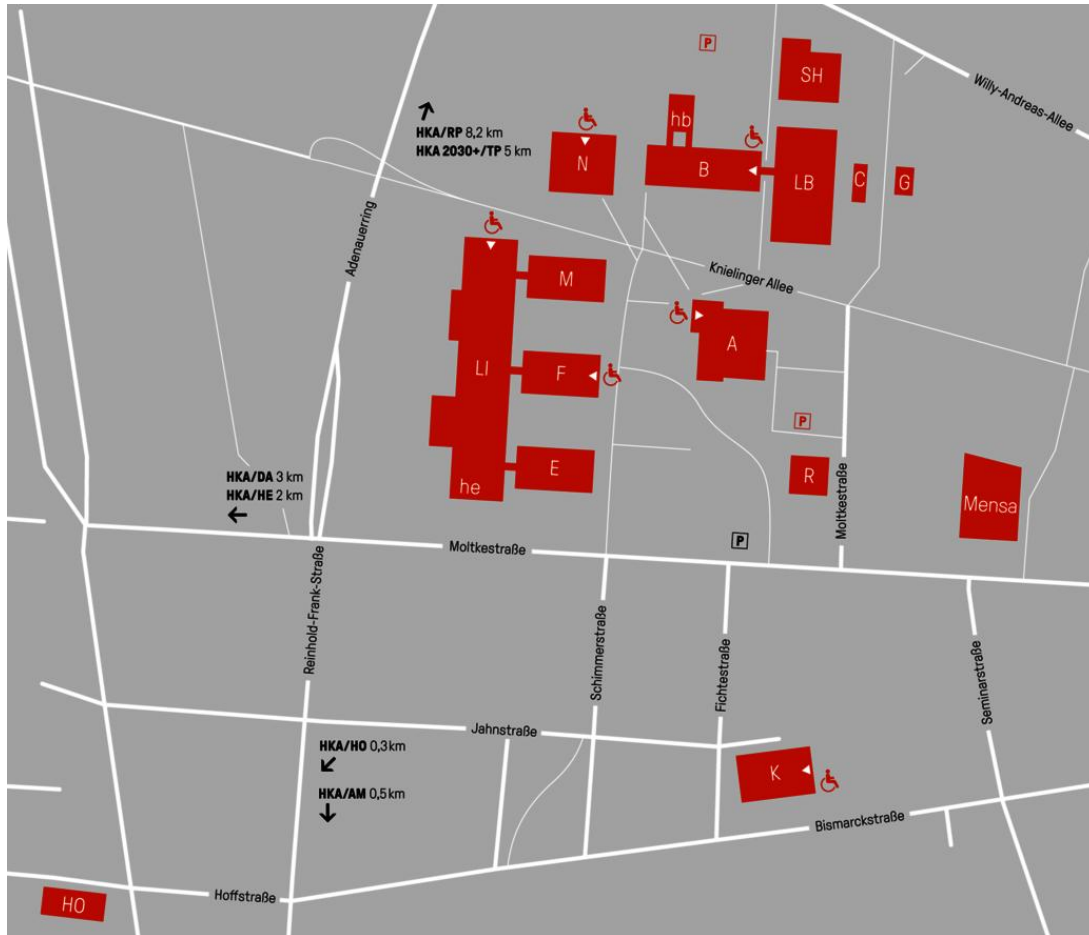 P
SH
Willy-Andreas-Allee
hb
HKA/RP 8,2 km
HKA 2030+/TP 5 km
N
B
LB
C
G
Adenauerring
Knielinger Allee
M
A
LI
F
P
E
he
R
Moltkestraße
Mensa
HKA/DA 3 km
HKA/HE 2 km
Moltkestraße
P
Reinhold-Frank-Straße
Schimmerstraße
Fichtestraße
Seminarstraße
Jahnstraße
HKA/HO 0,3 km
HKA/AM 0,5 km
K
Bismarckstraße
Hoffstraße
HO